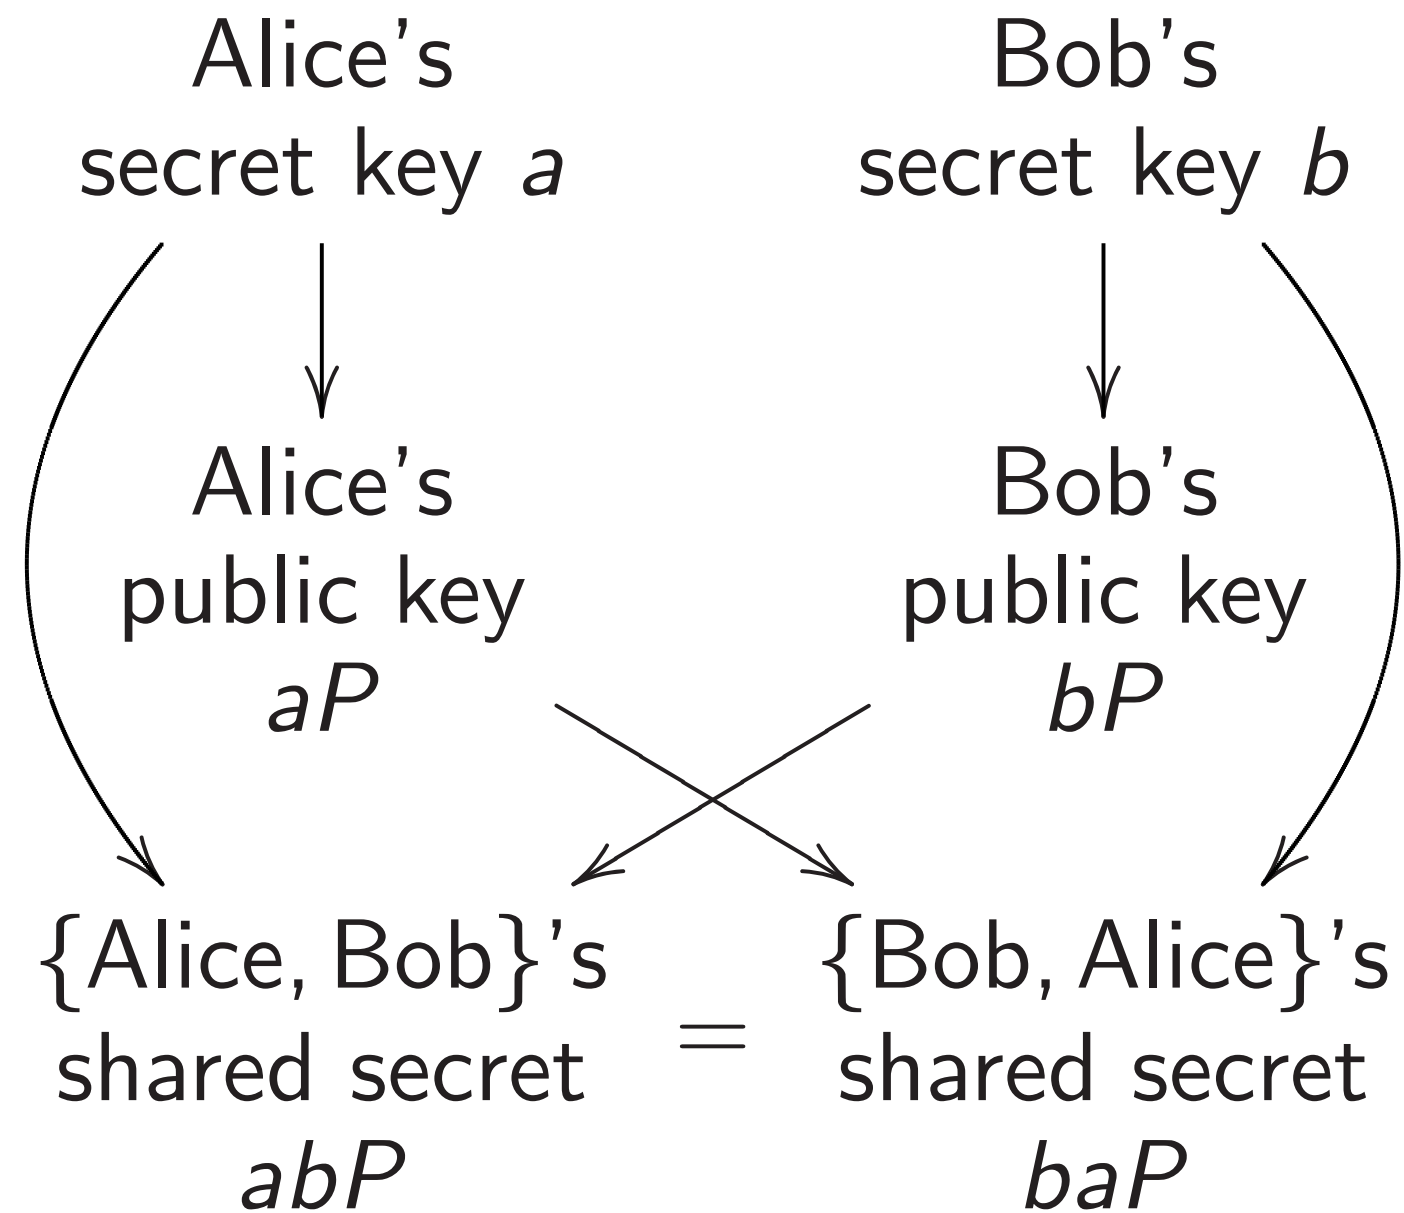 Alice's
secret key a
Bob's
secret key b
Alice's
public key
aP
Bob's
public key
bP
{Alice, Bob}'s
shared secret
abP
=
{Bob, Alice}'s
shared secret
baP